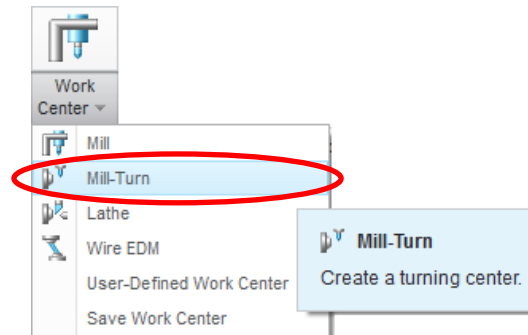 Work
Center
Mill
Mill-Turn
Lathe
Wire EDM
User-Defined Work Center
Save Work Center
Mill-Turn
Create a turning center.